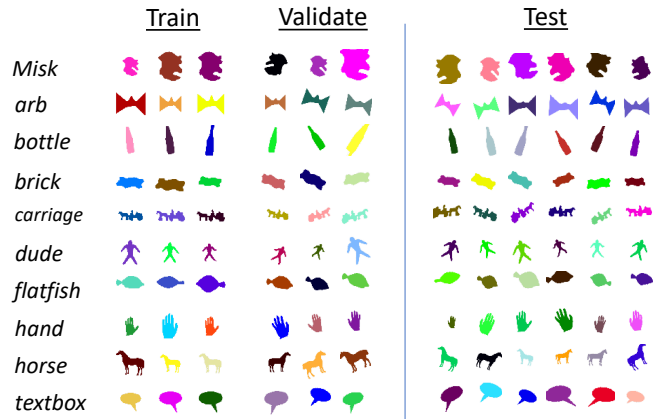 Train Validate Test
Misk
arb
bottle
brick
carriage
dude
flatfish
hand
horse
textbox